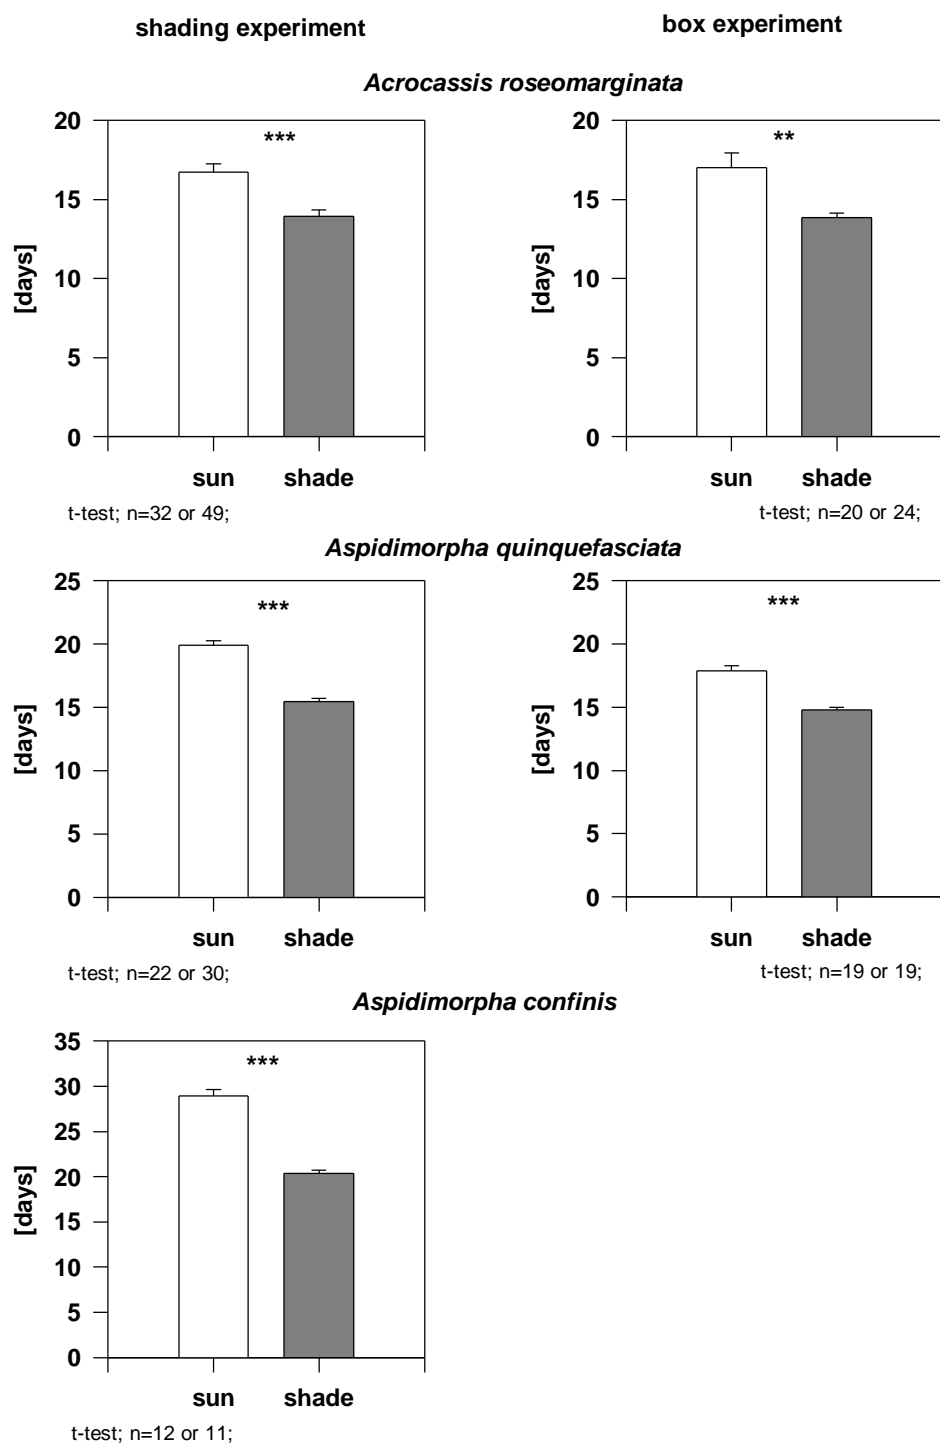 shading experiment
box experiment
Acrocassis roseomarginata
20
15
10
5
0
[days]
***
sun shade
t-test; n=32 or 49;
20
15
10
5
0
[days]
**
sun shade
t-test; n=20 or 24;
Aspidimorpha quinquefasciata
25
20
15
10
5
0
[days]
***
sun shade
t-test; n=22 or 30;
25
20
15
10
5
0
[days]
***
sun shade
t-test; n=19 or 19;
Aspidimorpha confinis
35
30
25
20
15
10
5
0
[days]
***
sun shade
t-test; n=12 or 11;